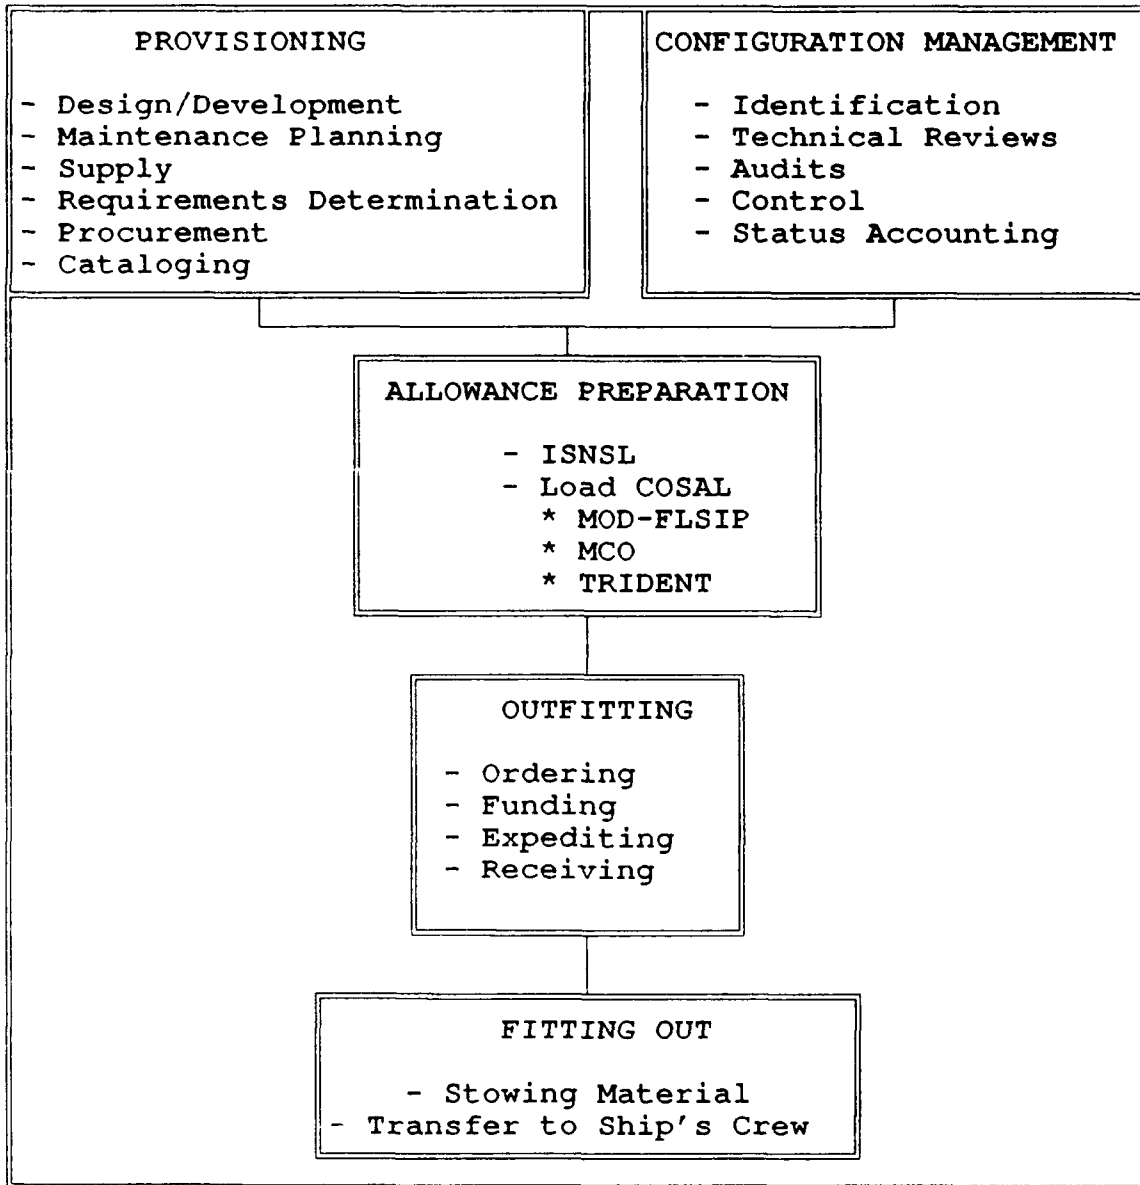 PROVISIONING
- Design/Development
- Maintenance Planning
- Supply
- Requirements Determination
- Procurement
- Cataloging
CONFIGURATION MANAGEMENT
- Identification
- Technical Reviews
- Audits
- Control
- Status Accounting
ALLOWANCE PREPARATION
- ISNSL
- Load COSAL
* MOD-FLSIP
* MCO
* TRIDENT
OUTFITTING
- Ordering
- Funding
- Expediting
- Receiving
FITTING OUT
- Stowing Material
- Transfer to Ship's Crew